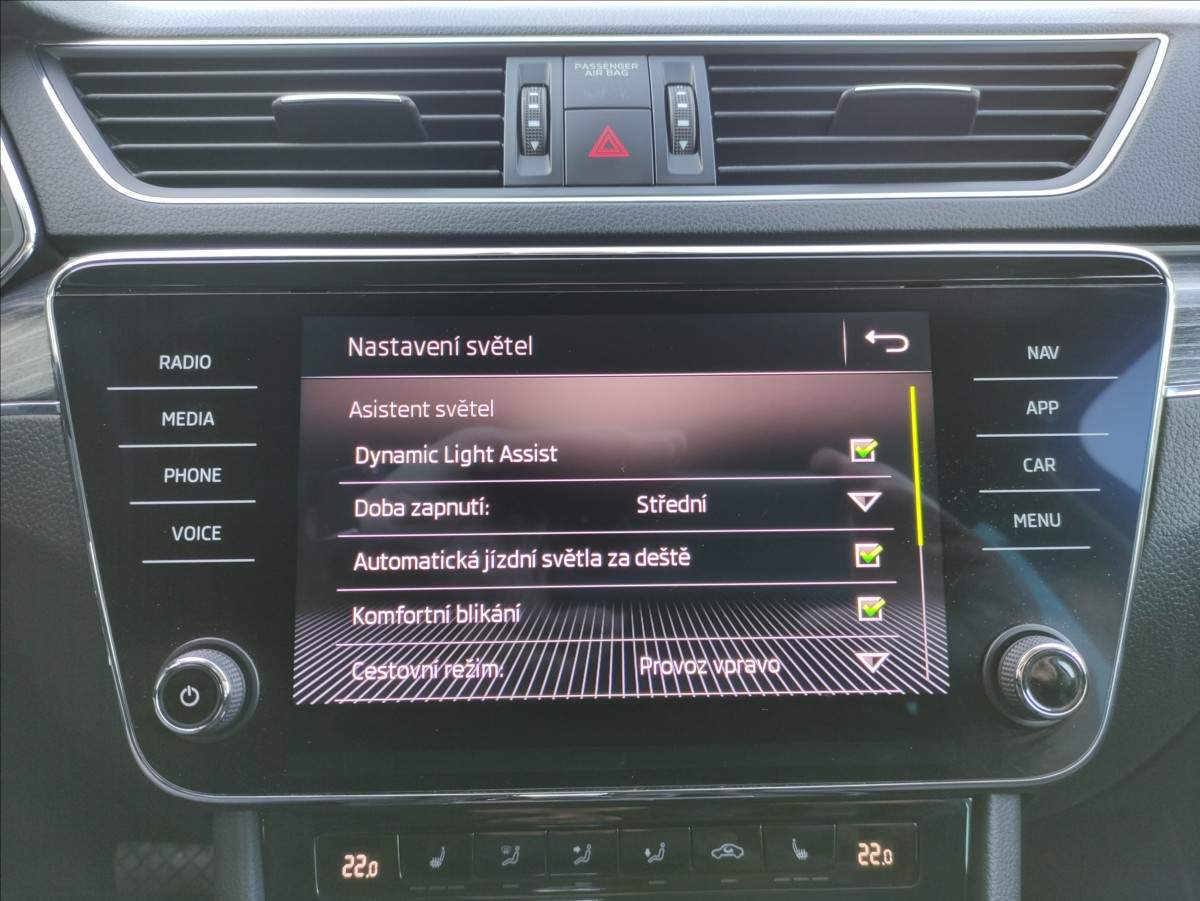 PASSENGER
AIR BAG
RADIO
MEDIA
PHONE
VOICE
Nastavení světel
Asistent světel
Dynamic Light Assist
Doba zapnutí: Střední
Automatická jízdní světla za deště
Komfortní blikání
Cestovní režim: Provoz vpravo
NAV
APP
CAR
MENU
22.0
22.0